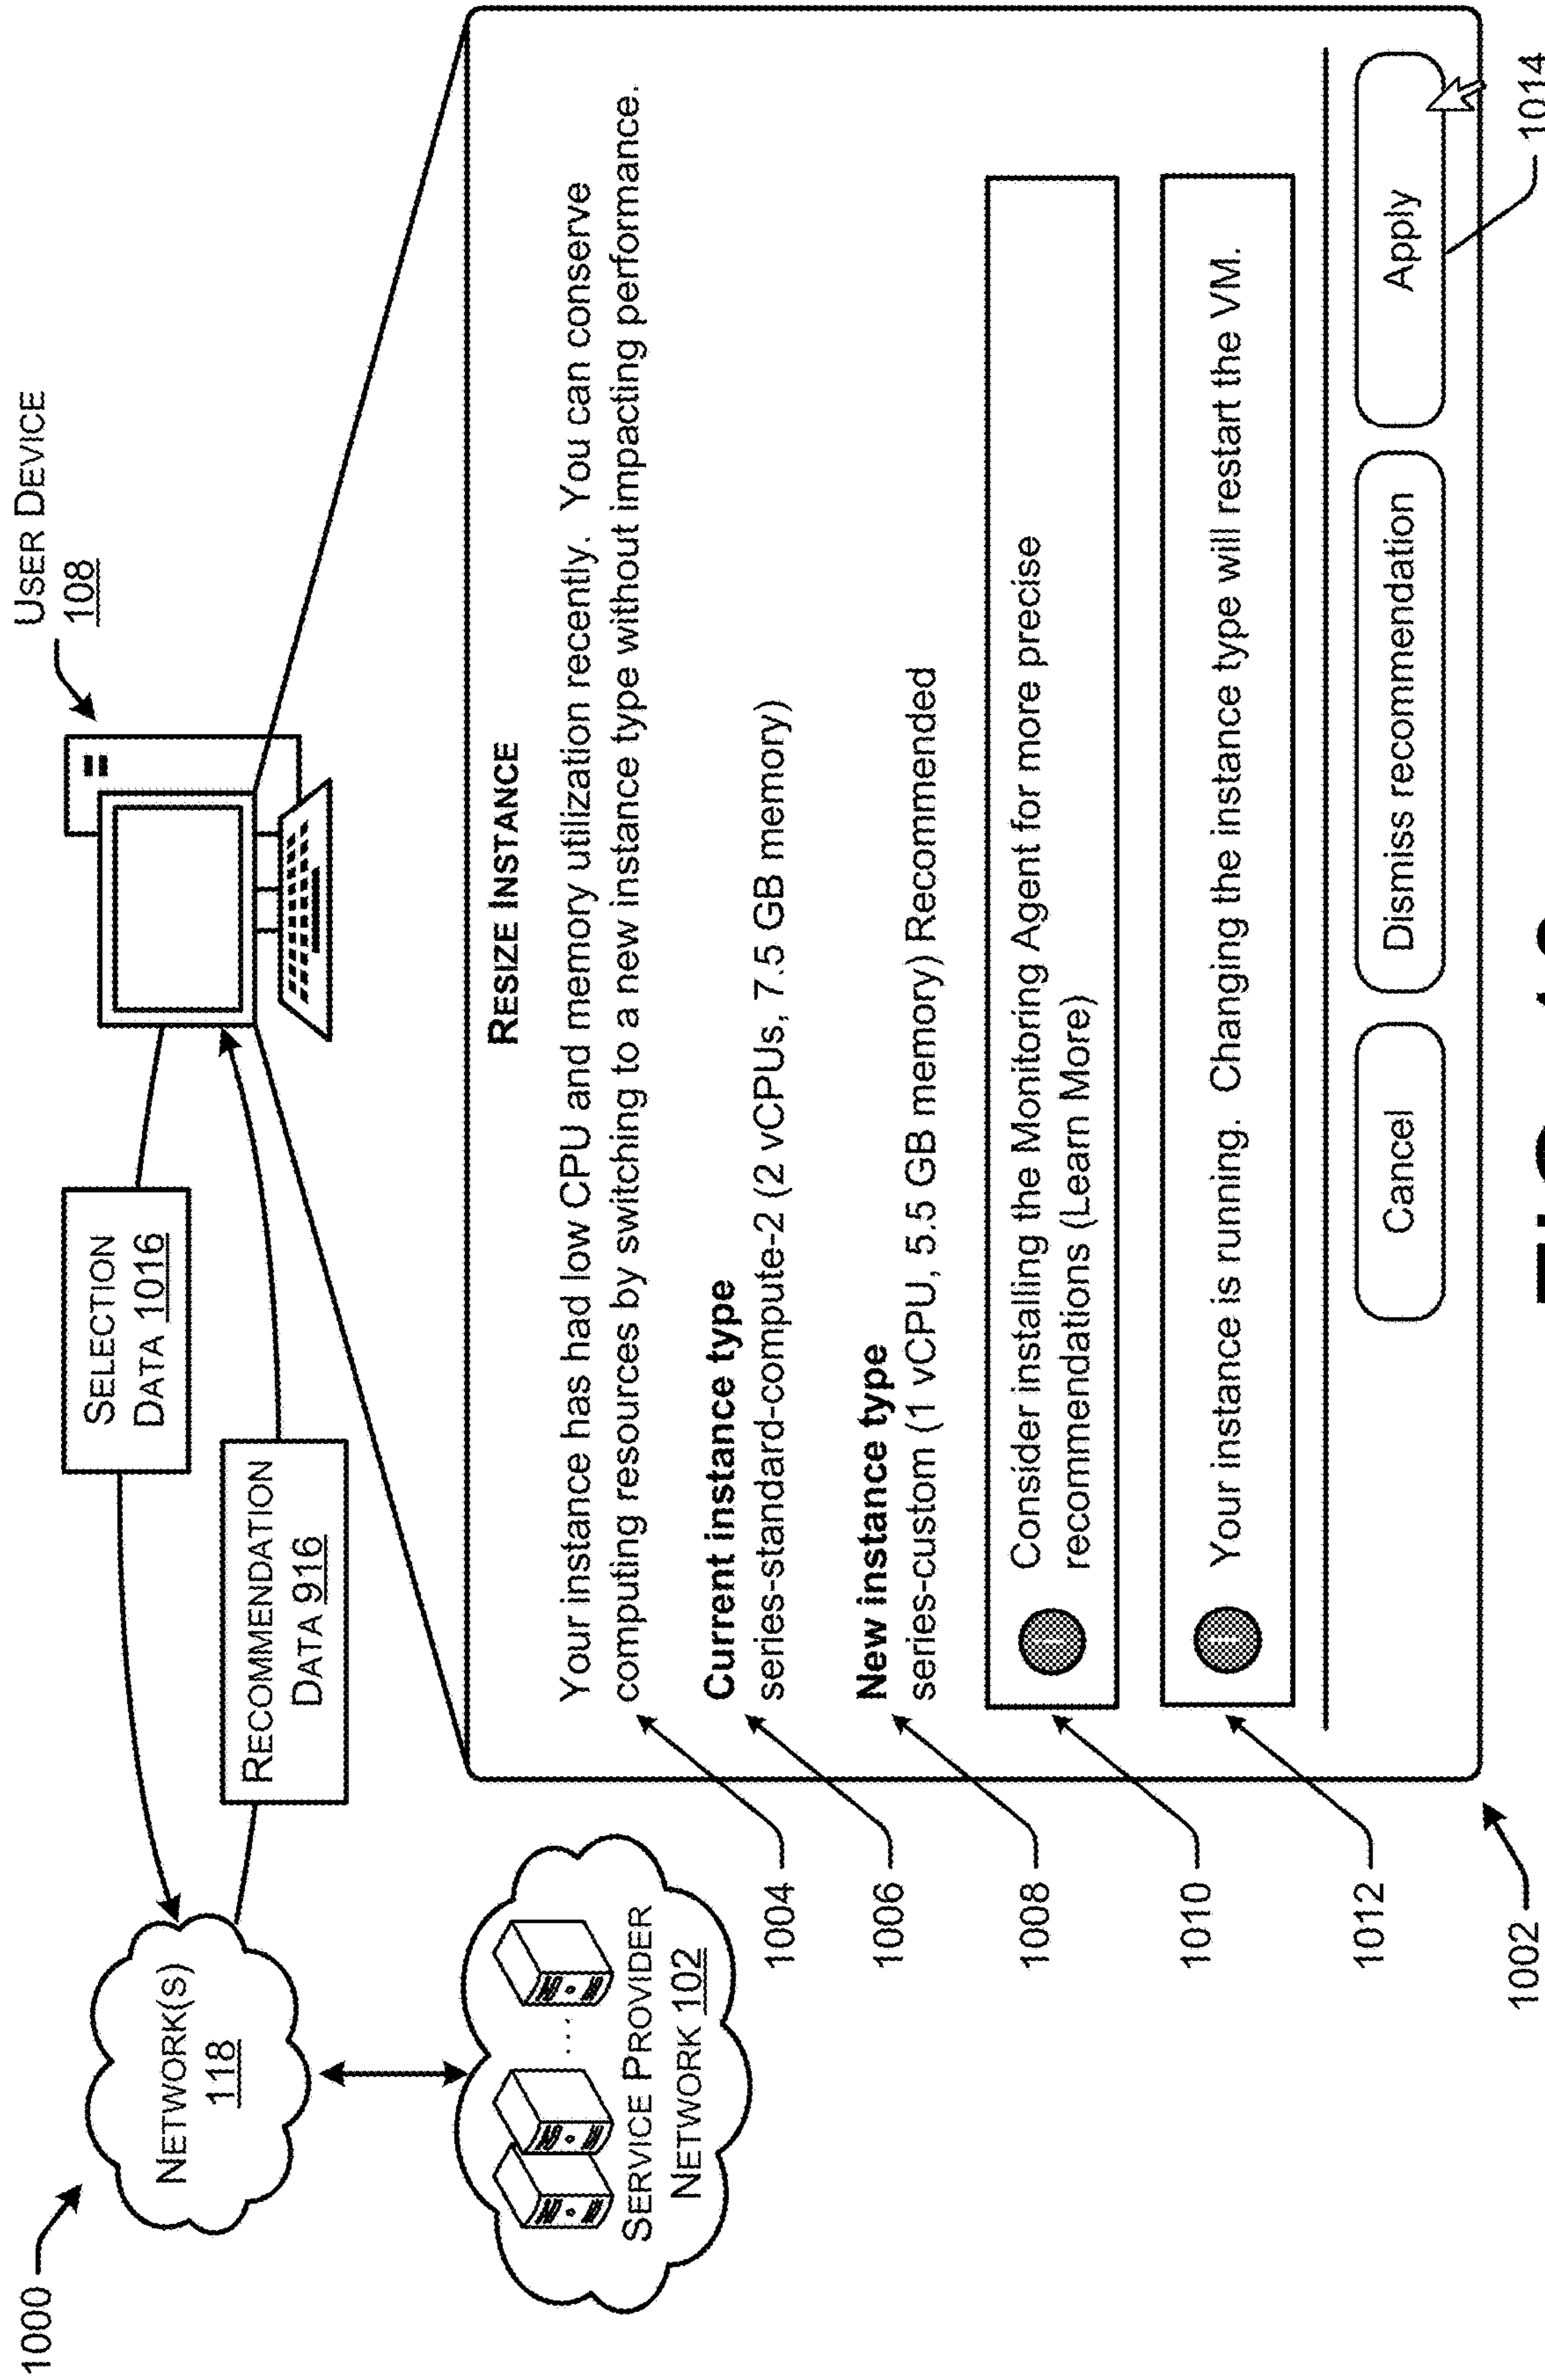 1000
NETWORK(S)
118
SELECTION
DATA 1016
RECOMMENDATION
DATA 916
USER DEVICE
108
SERVICE PROVIDER
NETWORK 102
RESIZE INSTANCE
Your instance has had low CPU and memory utilization recently. You can conserve
computing resources by switching to a new instance type without impacting performance.
1004
Current instance type
series-standard-compute-2 (2 vCPUs, 7.5 GB memory)
1006
New instance type
series-custom (1 vCPU, 5.5 GB memory) Recommended
1008
Consider installing the Monitoring Agent for more precise
recommendations (Learn More)
1010
Your instance is running. Changing the instance type will restart the VM.
1012
Cancel
Dismiss recommendation
Apply
1014
1002